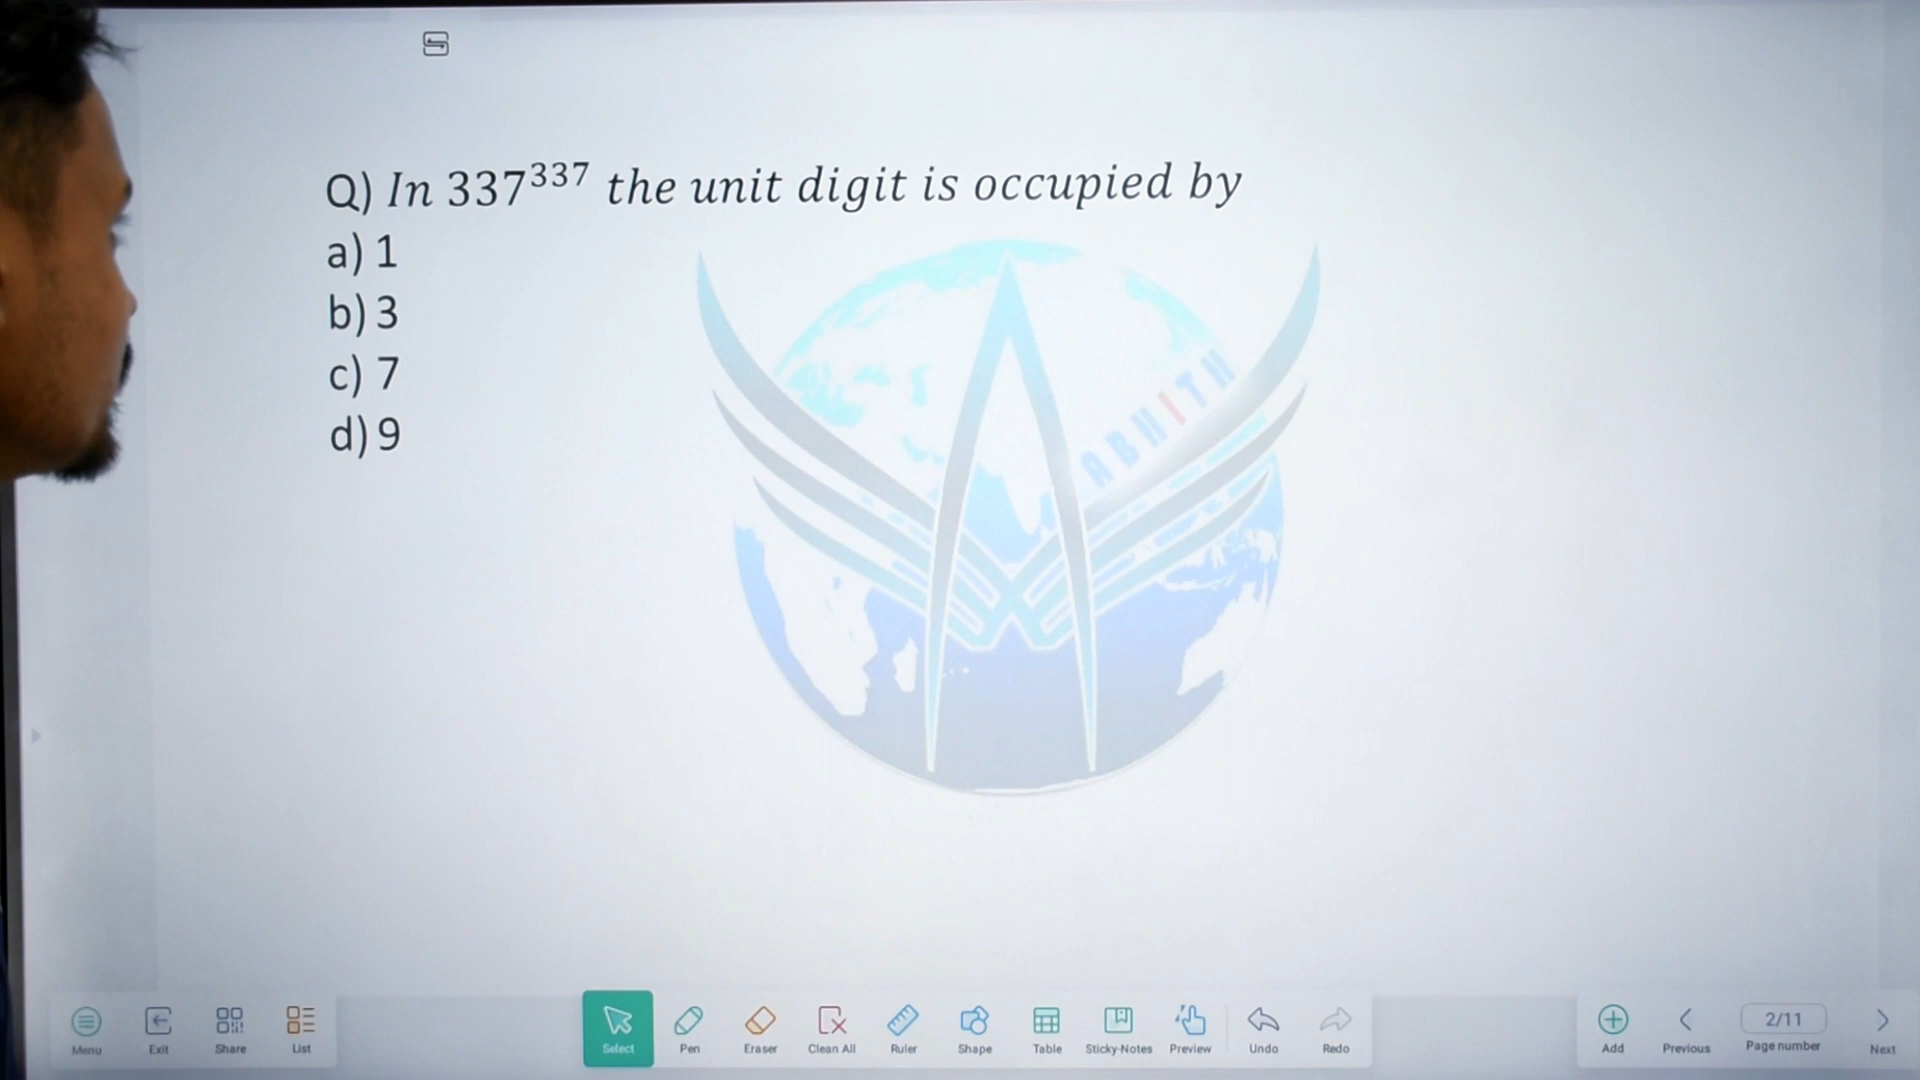 Q) In 337³³⁷ the unit digit is occupied by
a) 1
b) 3
c) 7
d) 9
ABHITH
Menu
Exit
Share
List
Select
Pen
Eraser
Clean All
Ruler
Shape
Table
Sticky-Notes
Preview
Undo
Redo
Add
Previous
2/11
Page number
Next